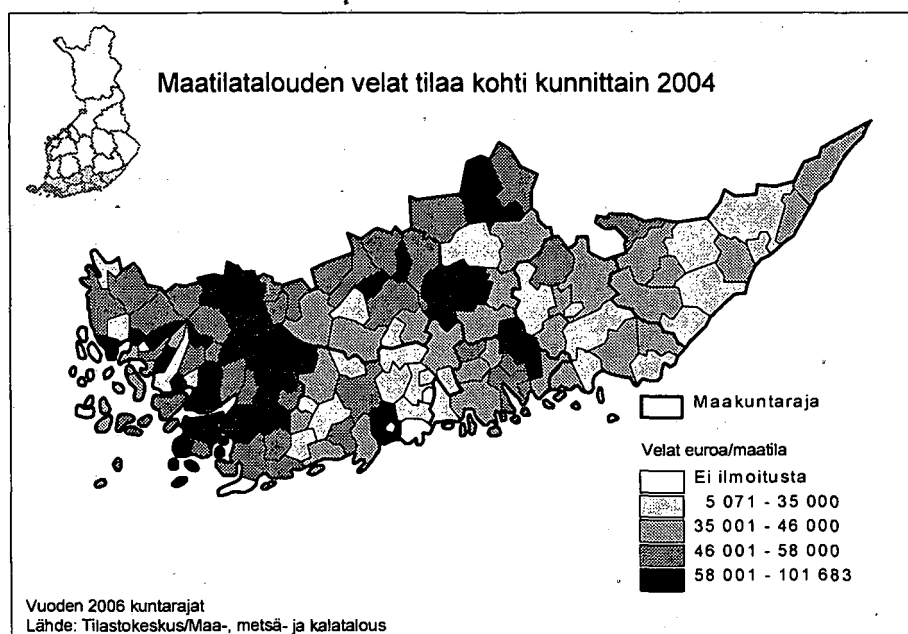 Maatilatalouden velat tilaa kohti kunnittain 2004
Maakuntaraja
Velat euroa/maatila
Ei ilmoitusta
5 071 - 35 000
35 001 - 46 000
46 001 - 58 000
58 001 - 101 683
Vuoden 2006 kuntarajat
Lähde: Tilastokeskus/Maa-, metsä- ja kalatalous